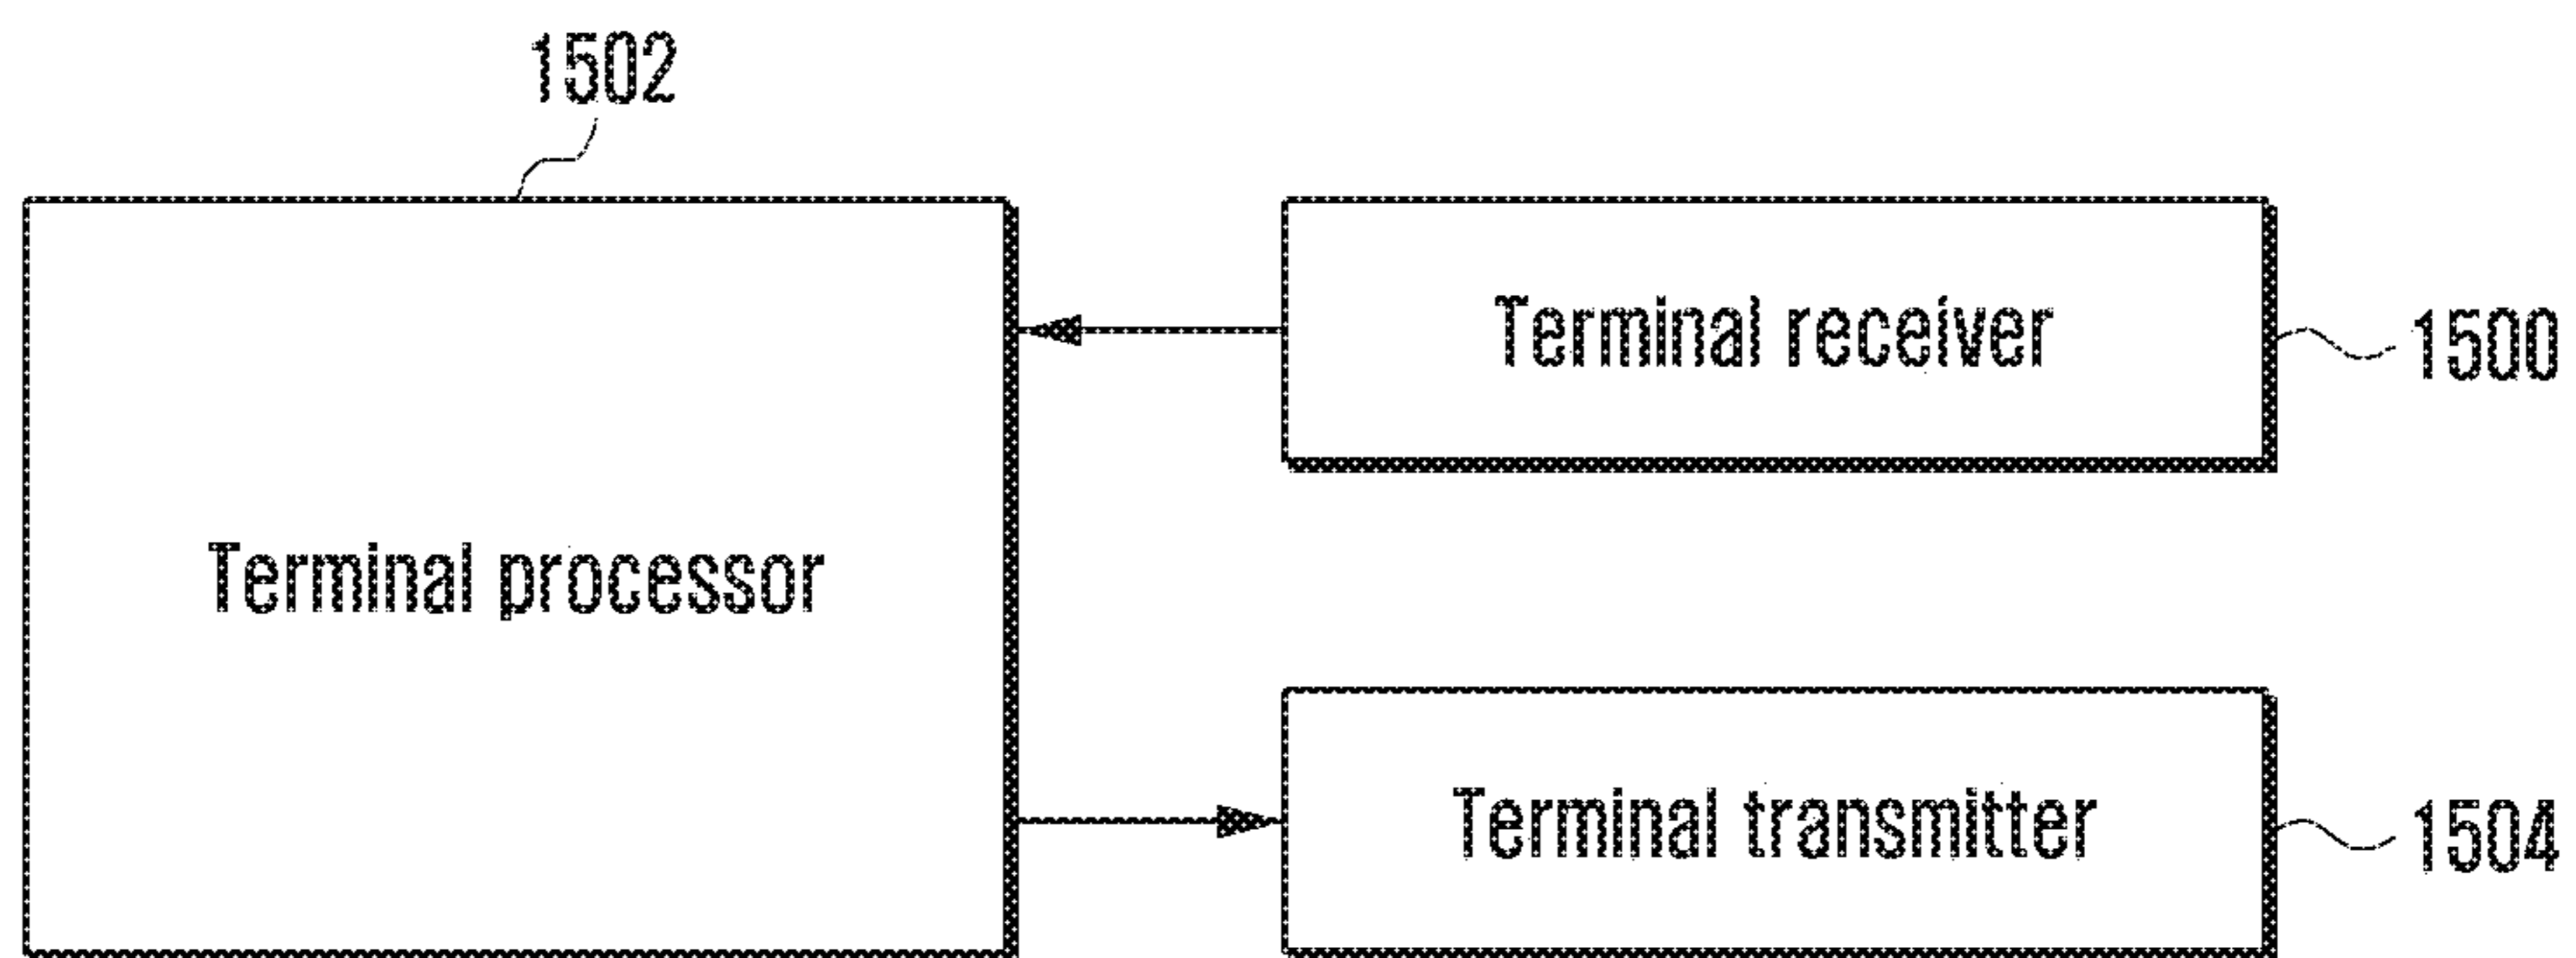 1502
Terminal receiver
1500
Terminal processor
Terminal transmitter
1504